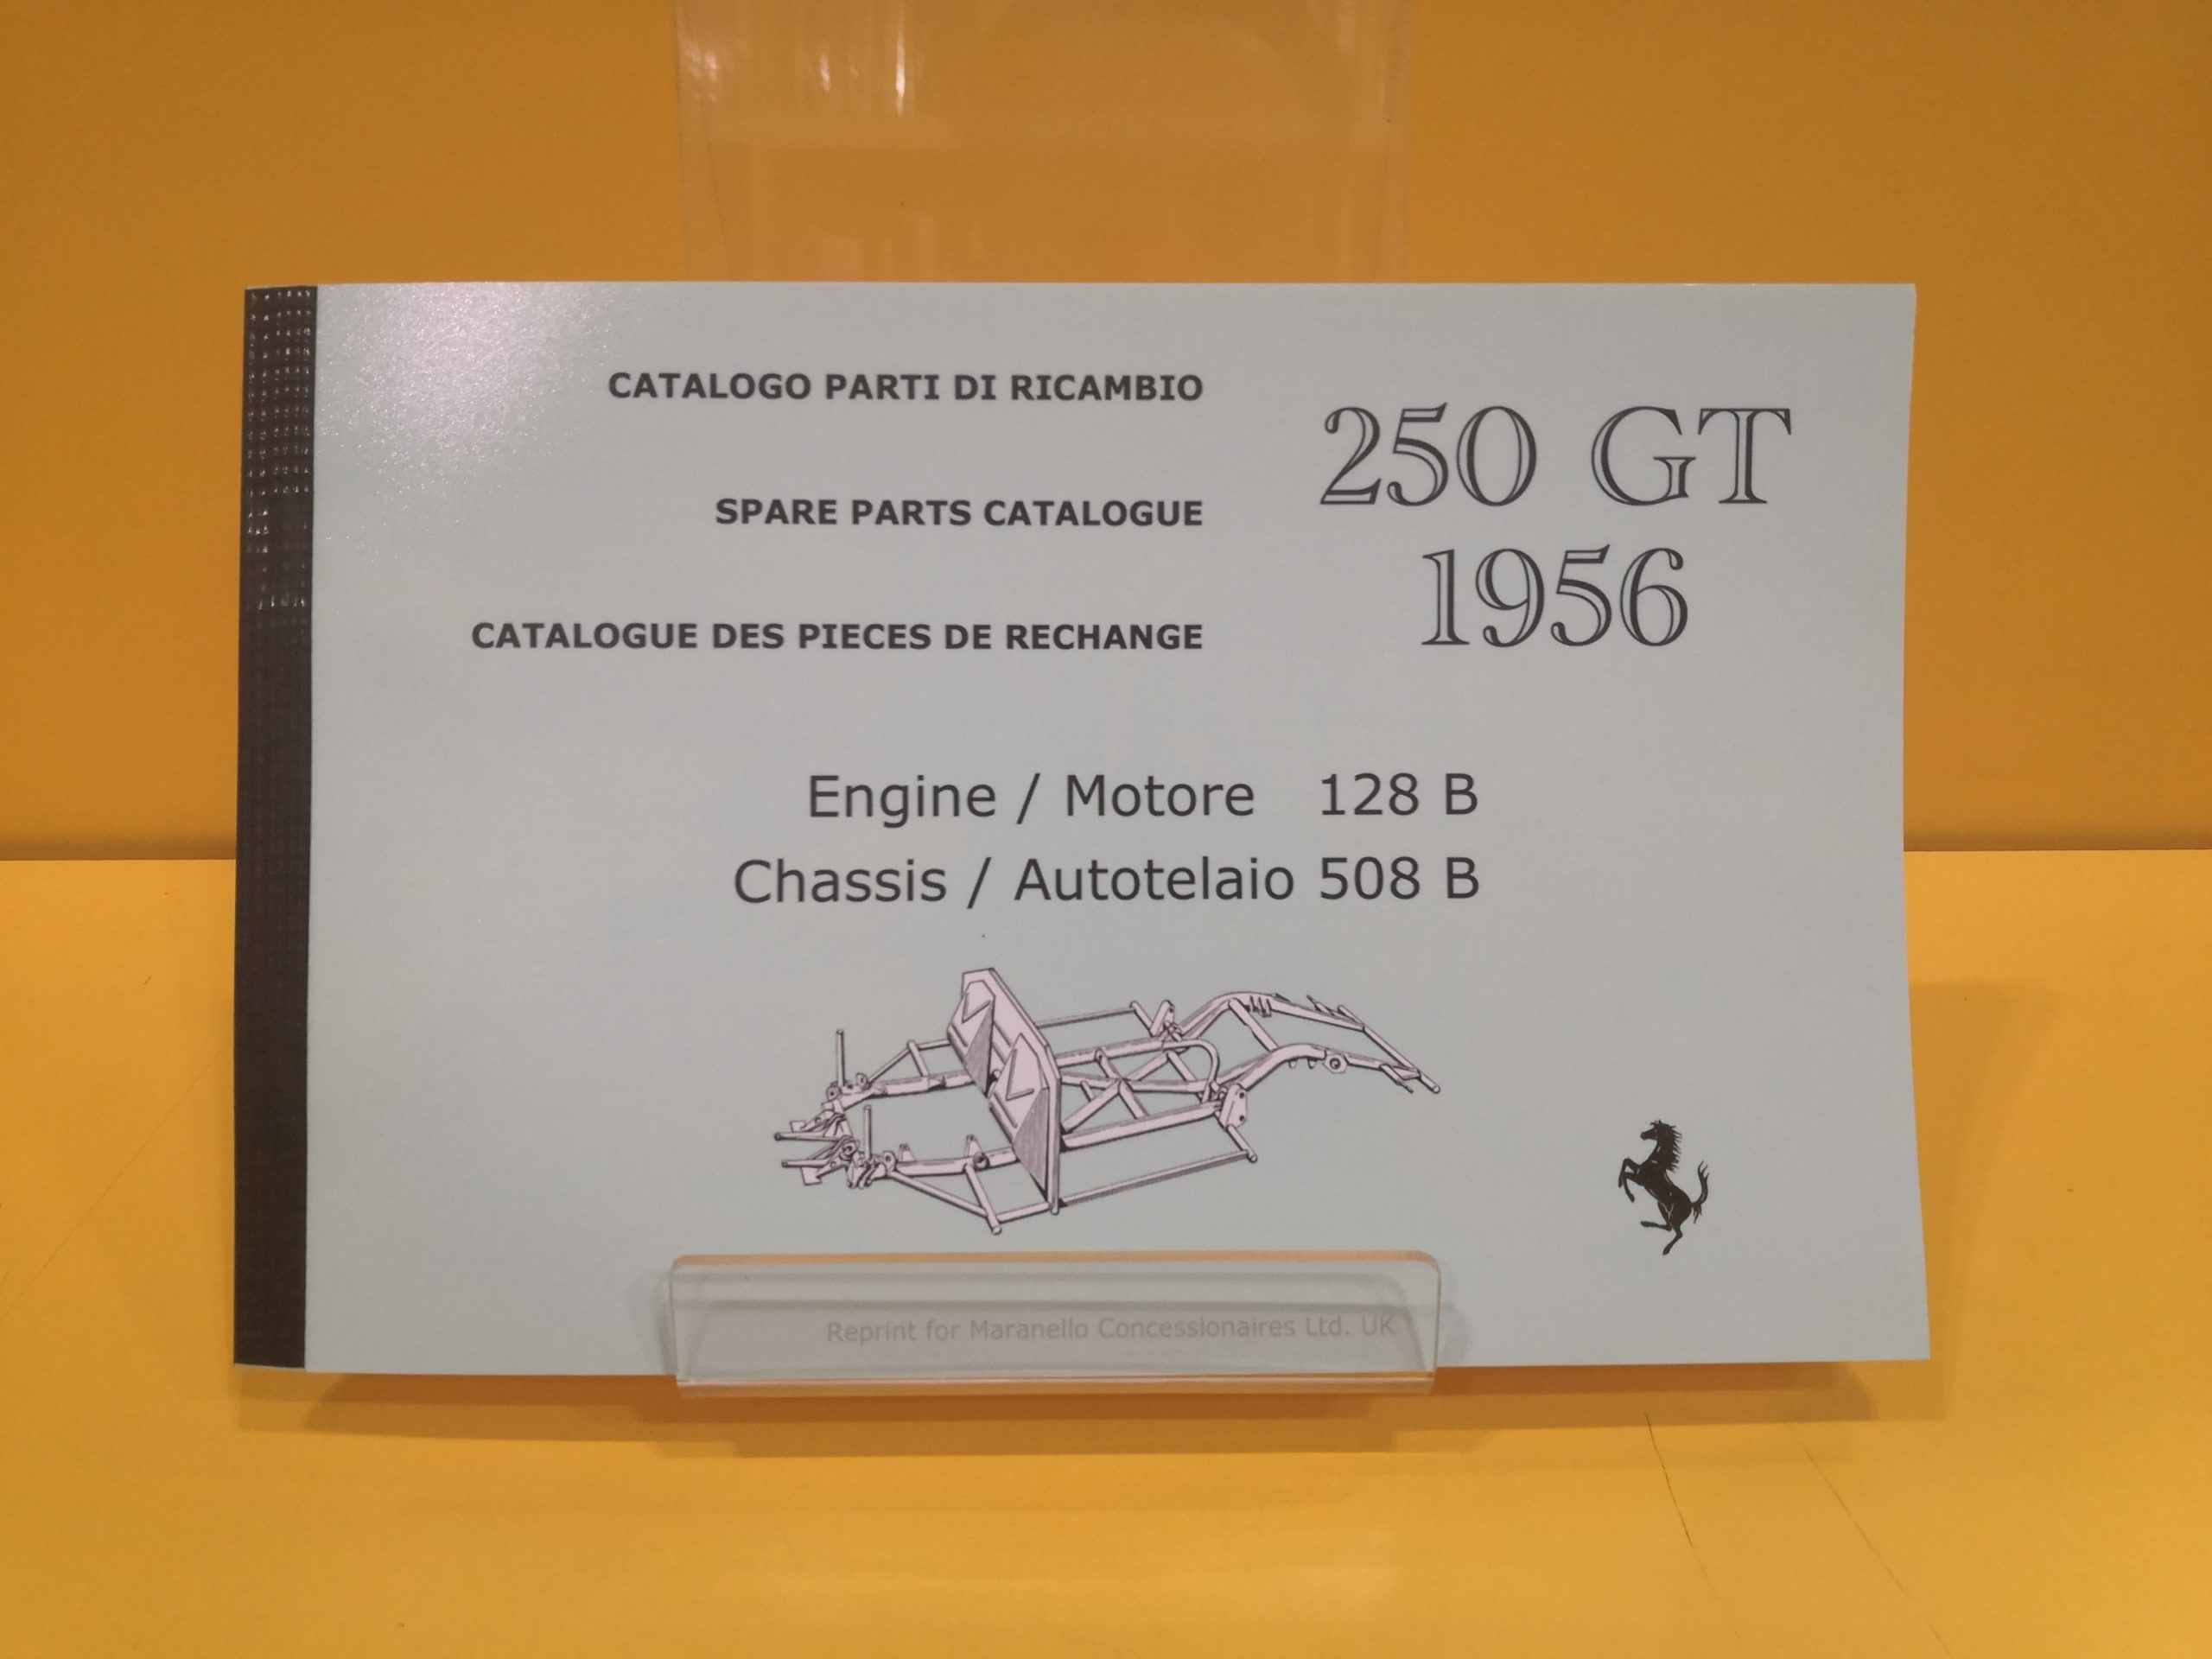 CATALOGO PARTI DI RICAMBIO
SPARE PARTS CATALOGUE
CATALOGUE DES PIECES DE RECHANGE
250 GT
1956
Engine / Motore 128 B
Chassis / Autotelaio 508 B
Reprint for Maranello Concessionaires Ltd. UK